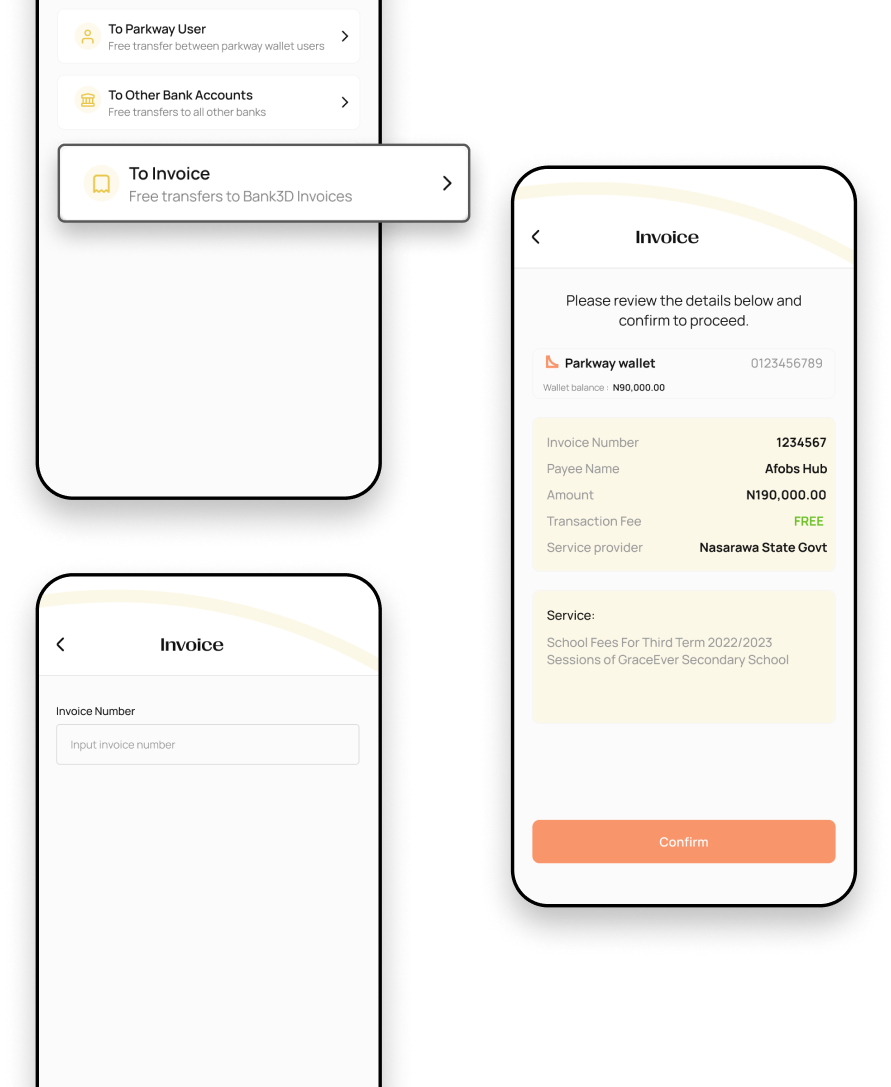 To Parkway User
Free transfer between parkway wallet users
To Other Bank Accounts
Free transfers to all other banks
To Invoice
Free transfers to Bank3D Invoices
Invoice
Invoice Number
Input invoice number
Invoice
Please review the details below and
confirm to proceed.
Parkway wallet 0123456789
Wallet balance : N90,000.00
Invoice Number 1234567
Payee Name Afobs Hub
Amount N190,000.00
Transaction Fee FREE
Service provider Nasarawa State Govt
Service:
School Fees For Third Term 2022/2023
Sessions of GraceEver Secondary School
Confirm